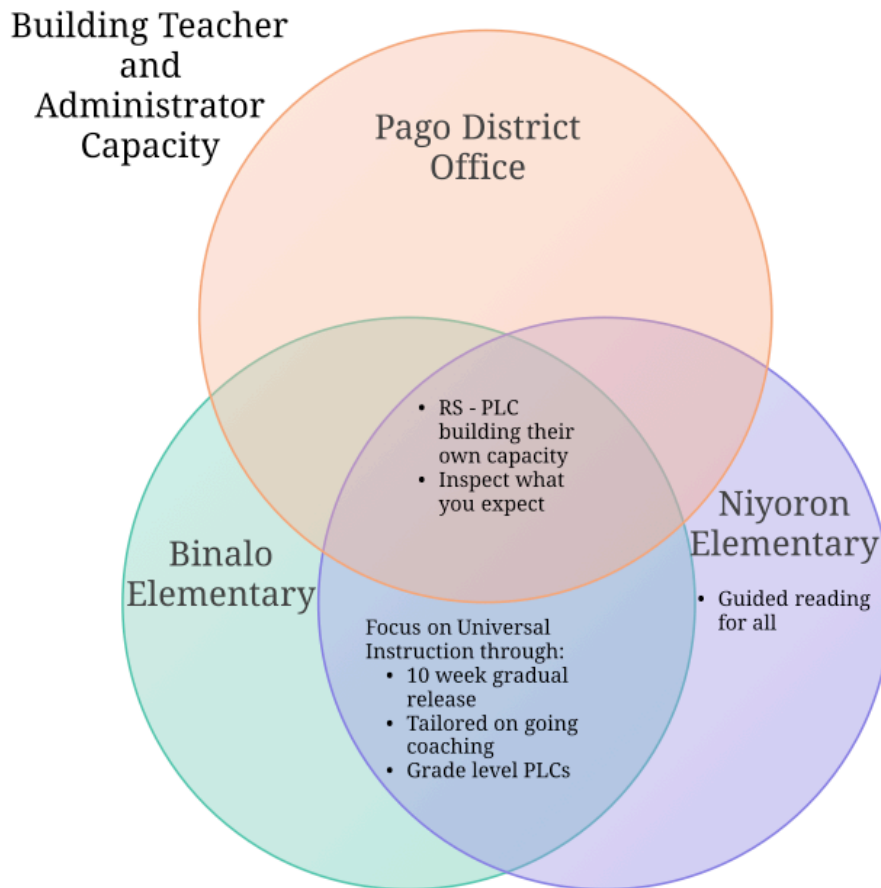 Building Teacher
and
Administrator
Capacity
Pago District
Office
• RS - PLC
building their
own capacity
• Inspect what
you expect
Niyoron
Elementary
• Guided reading
for all
Binalo
Elementary
Focus on Universal
Instruction through:
• 10 week gradual
release
• Tailored on going
coaching
• Grade level PLCs